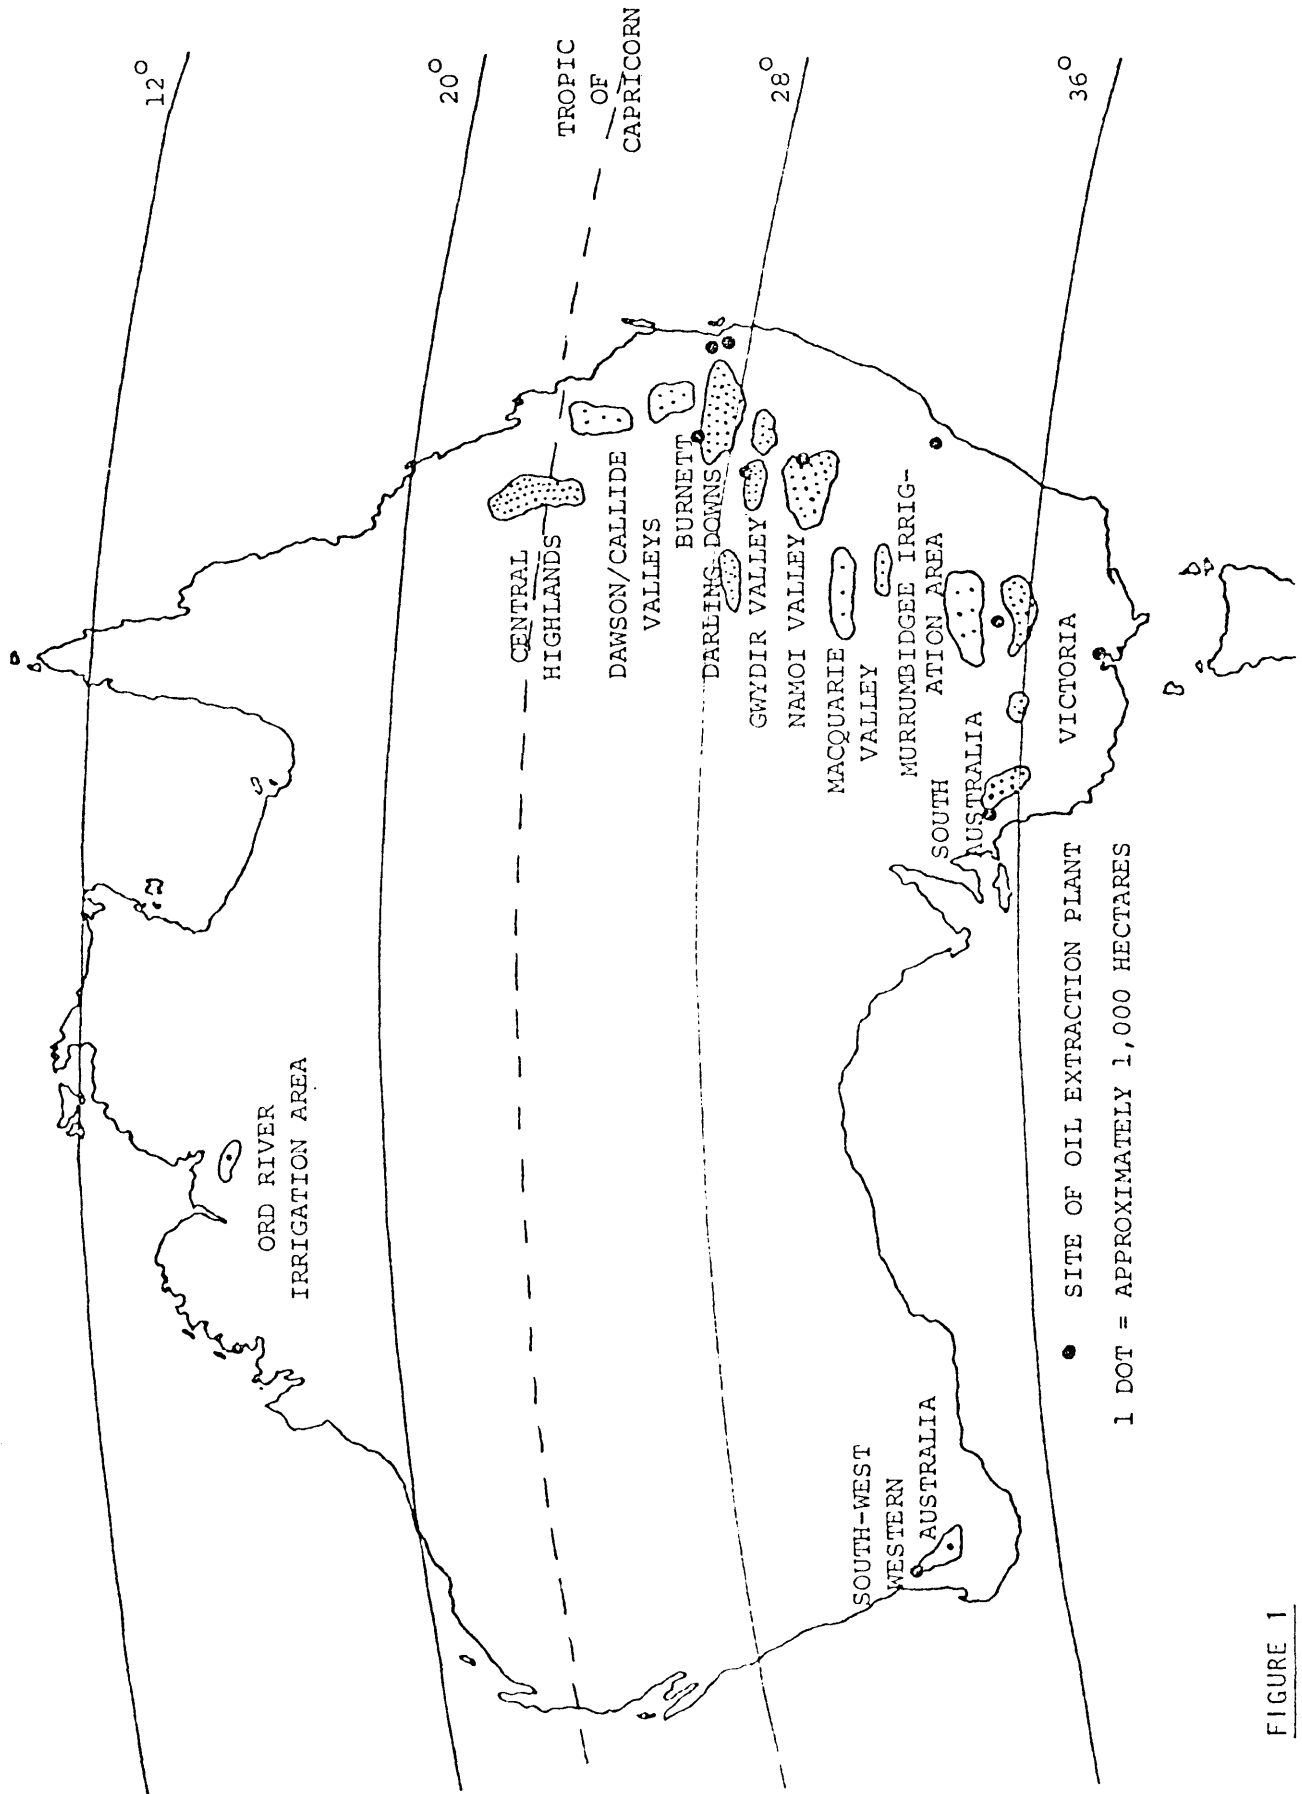 12°
20°
TROPIC
OF
CAPRICORN
28°
36°
CENTRAL
HIGHLANDS
DAWSON/CALLIDE
VALLEYS
BURNETT
DARLING DOWNS
GWYDIR VALLEY
NAMOI VALLEY
MACQUARIE
VALLEY
MURRUMBIDGEE IRRIG-
ATION AREA
SOUTH
AUSTRALIA
VICTORIA
ORD RIVER
IRRIGATION AREA
SOUTH-WEST
WESTERN
AUSTRALIA
SITE OF OIL EXTRACTION PLANT
1 DOT = APPROXIMATELY 1,000 HECTARES
FIGURE 1